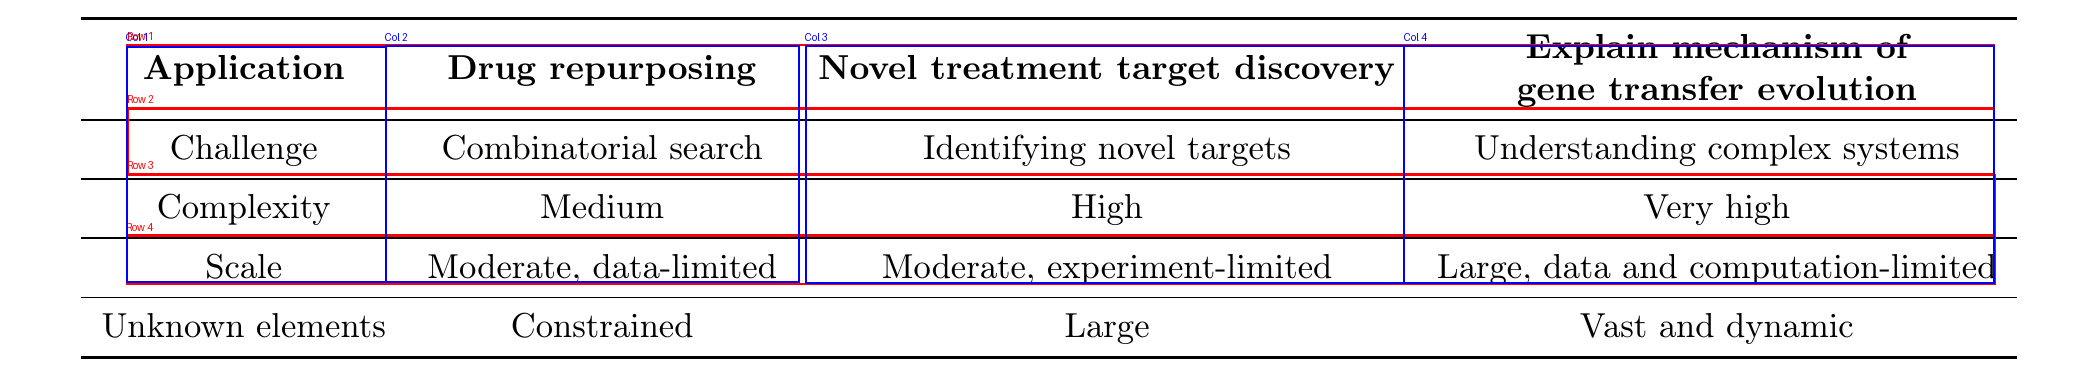 Row 1
Col 1
Col 2
Col 3
Col 4
Application Drug repurposing Novel treatment target discovery Explain mechanism of
gene transfer evolution
Row 2
Challenge Combinatorial search Identifying novel targets Understanding complex systems
Row 3
Complexity Medium High Very high
Row 4
Scale Moderate, data-limited Moderate, experiment-limited Large, data and computation-limited
Unknown elements Constrained Large Vast and dynamic